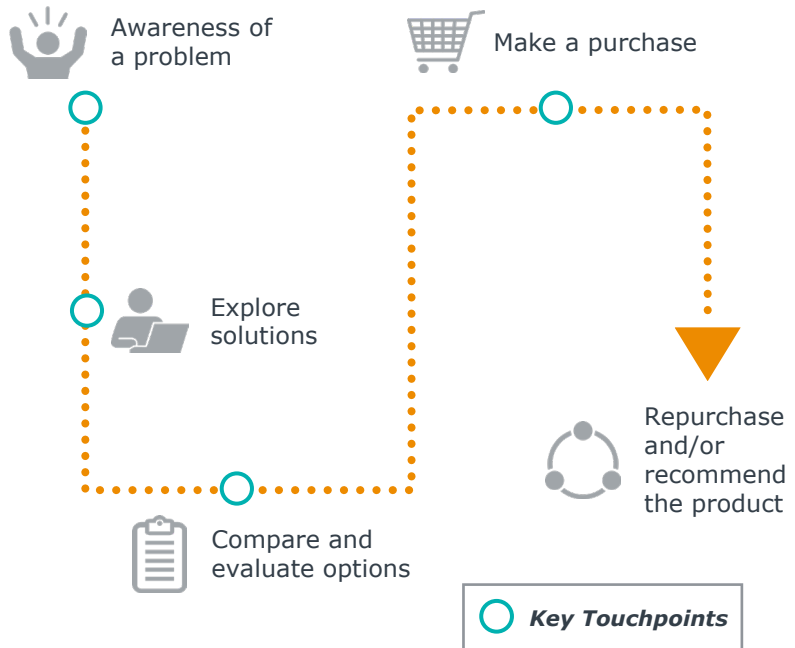 Awareness of
a problem
Explore
solutions
Compare and
evaluate options
Make a purchase
Repurchase
and/or
recommend
the product
Key Touchpoints